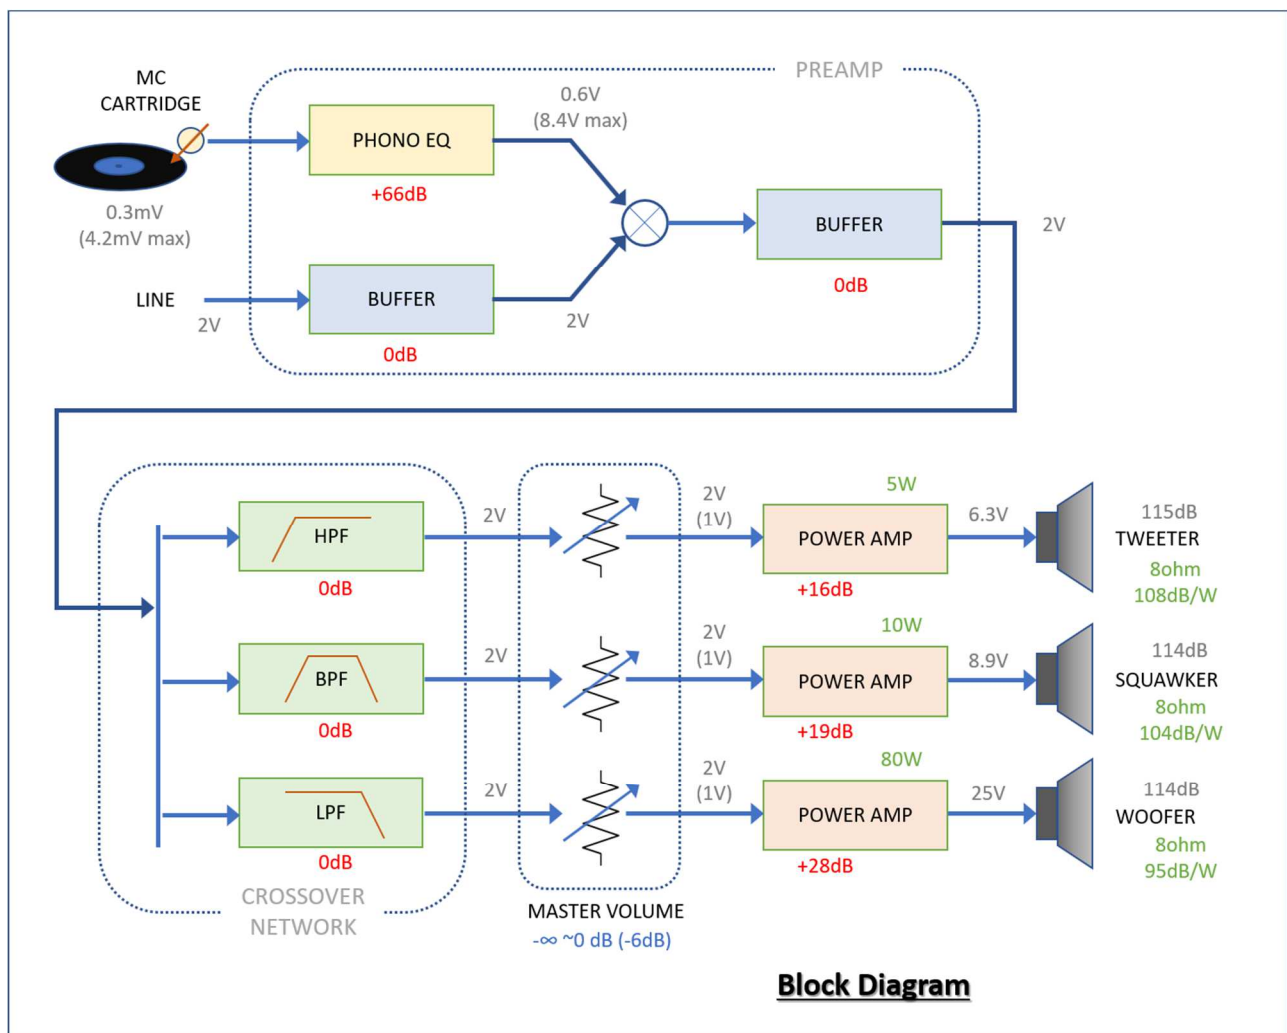 PREAMP
MC
CARTRIDGE
0.3mV
(4.2mV max)
PHONO EQ
+66dB
0.6V
(8.4V max)
LINE
2V
BUFFER
0dB
2V
BUFFER
0dB
2V
HPF
0dB
2V
BPF
0dB
2V
LPF
0dB
2V
CROSSOVER
NETWORK
MASTER VOLUME
-∞ ~0 dB (-6dB)
2V
(1V)
5W
POWER AMP
+16dB
6.3V
115dB
TWEETER
8ohm
108dB/W
2V
(1V)
10W
POWER AMP
+19dB
8.9V
114dB
SQUAWKER
8ohm
104dB/W
2V
(1V)
80W
POWER AMP
+28dB
25V
114dB
WOOFER
8ohm
95dB/W
Block Diagram